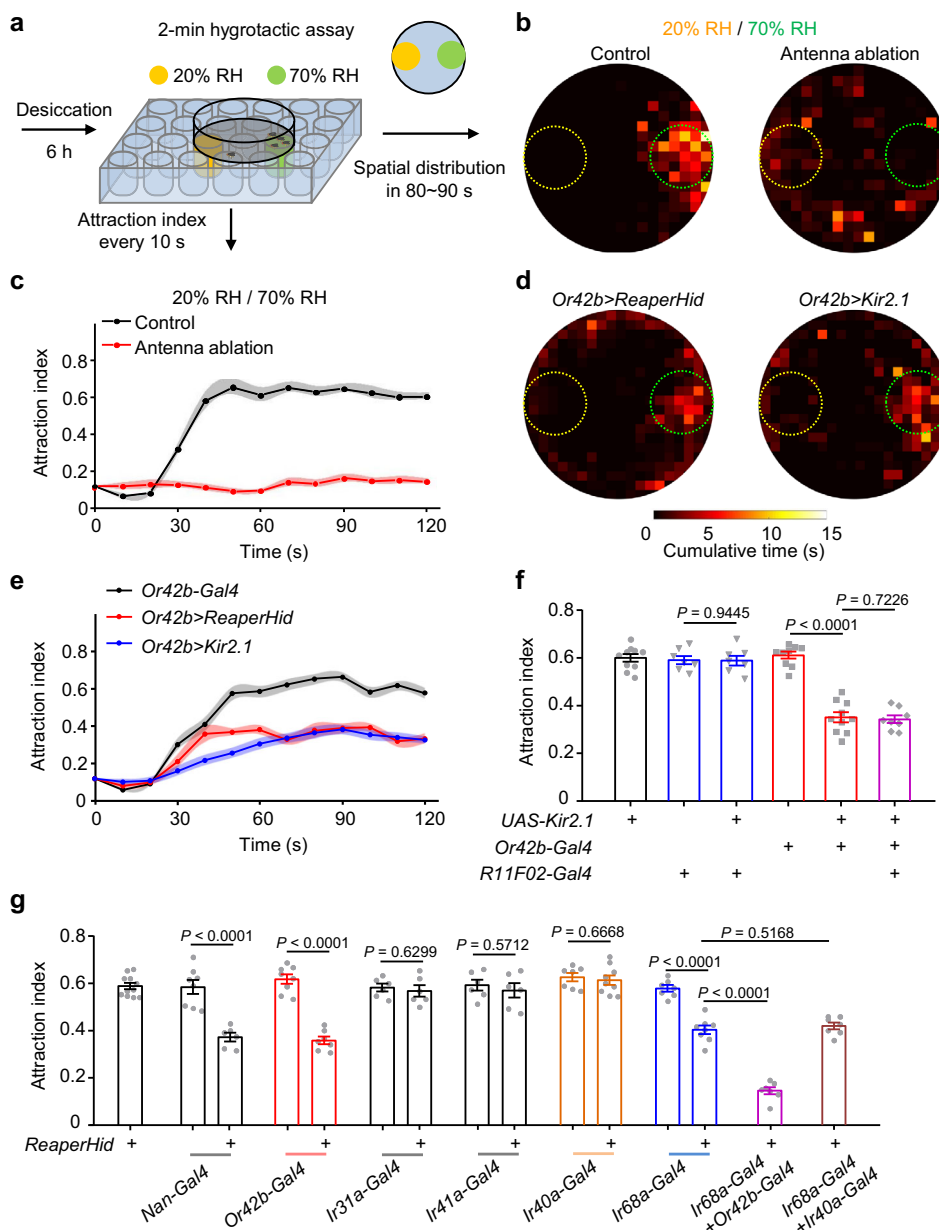 a
2-min hygrotactic assay
20% RH
70% RH
Desiccation
6 h
Spatial distribution
in 80~90 s
Attraction index
every 10 s
b
20% RH / 70% RH
Control
Antenna ablation
c
20% RH / 70% RH
Control
Antenna ablation
Attraction index
0.8
0.6
0.4
0.2
0
0
30
60
90
120
Time (s)
d
Or42b>ReaperHid
Or42b>Kir2.1
0
5
10
15
Cumulative time (s)
e
Or42b-Gal4
Or42b>ReaperHid
Or42b>Kir2.1
Attraction index
0.6
0.4
0.2
0
0
30
60
90
120
Time (s)
f
P = 0.9445
P = 0.7226
P < 0.0001
Attraction index
0.8
0.6
0.4
0.2
0
UAS-Kir2.1 + + + +
Or42b-Gal4 + + +
R11F02-Gal4 + + +
g
P < 0.0001
P < 0.0001
P = 0.6299
P = 0.5712
P = 0.6668
P = 0.5168
P < 0.0001
P < 0.0001
Attraction index
0.8
0.6
0.4
0.2
0
ReaperHid + + + + + + + + +
Nan-Gal4
Or42b-Gal4
Ir31a-Gal4
Ir41a-Gal4
Ir40a-Gal4
Ir68a-Gal4
Ir68a-Gal4
+Or42b-Gal4
Ir68a-Gal4
+Ir40a-Gal4